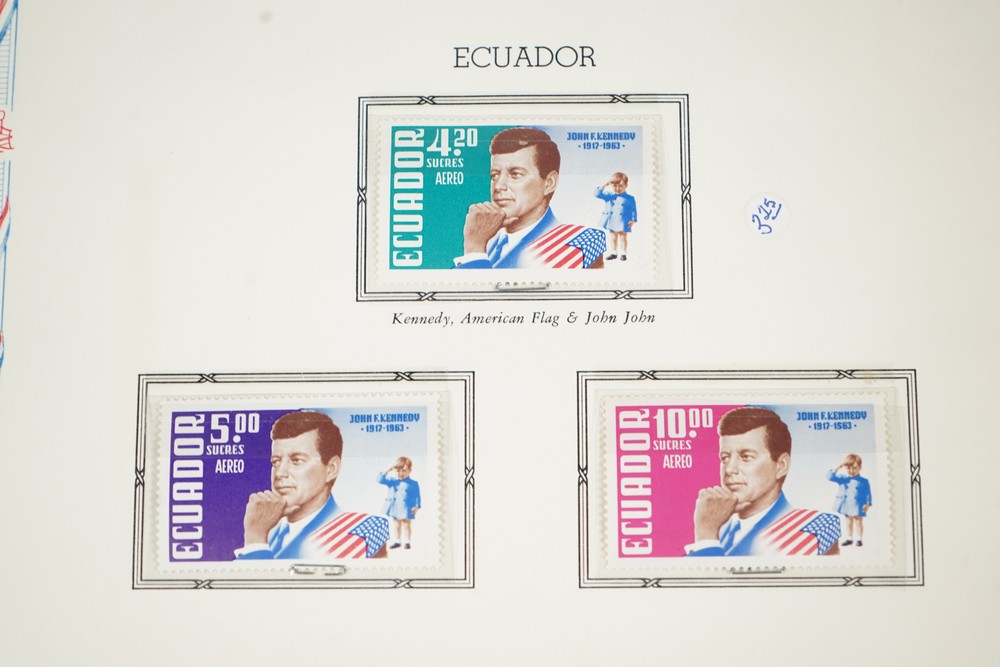 ECUADOR
ECUADOR
4.20
SUCRES
AEREO
JOHN F. KENNEDY
• 1917-1963 •
325
Kennedy, American Flag & John John
ECUADOR
5.00
SUCRES
AEREO
JOHN F. KENNEDY
• 1917-1963 •
ECUADOR
10.00
SUCRES
AEREO
JOHN F. KENNEDY
• 1917-1963 •